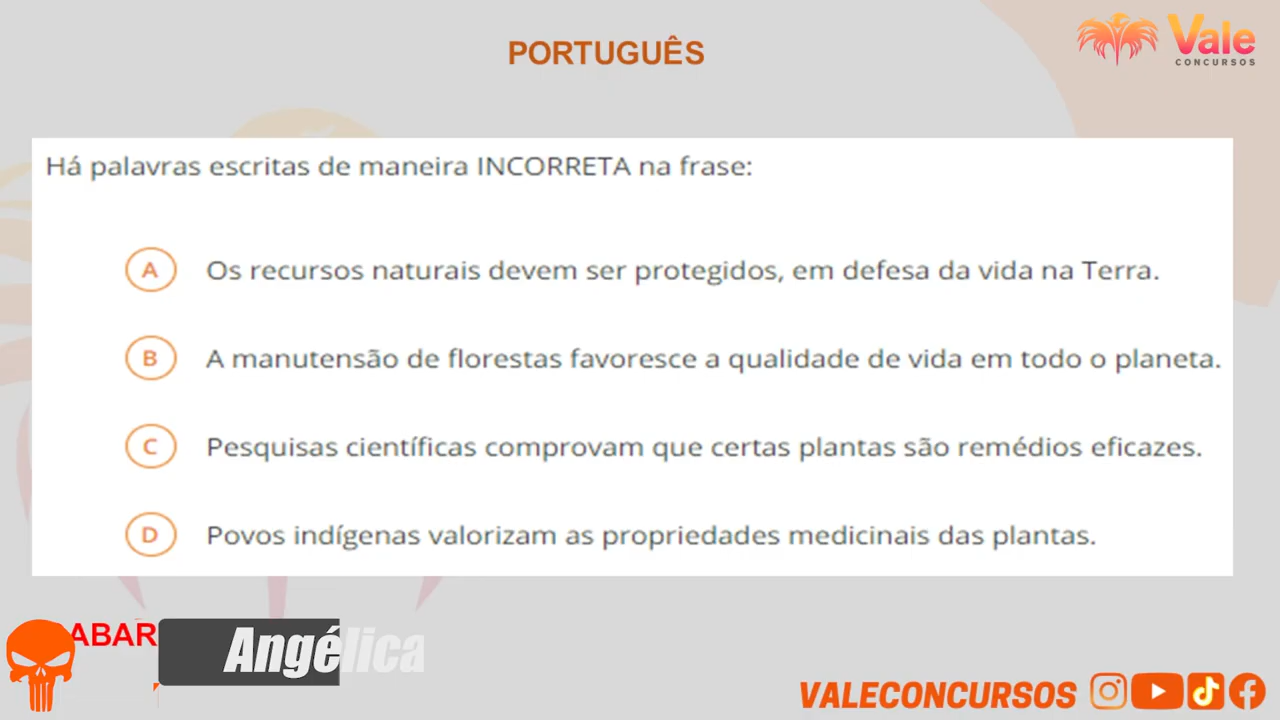 PORTUGUÊS
Vale
CONCURSOS
Há palavras escritas de maneira INCORRETA na frase:
A Os recursos naturais devem ser protegidos, em defesa da vida na Terra.
B A manutensão de florestas favoresce a qualidade de vida em todo o planeta.
C Pesquisas científicas comprovam que certas plantas são remédios eficazes.
D Povos indígenas valorizam as propriedades medicinais das plantas.
Angélica
VALECONCURSOS